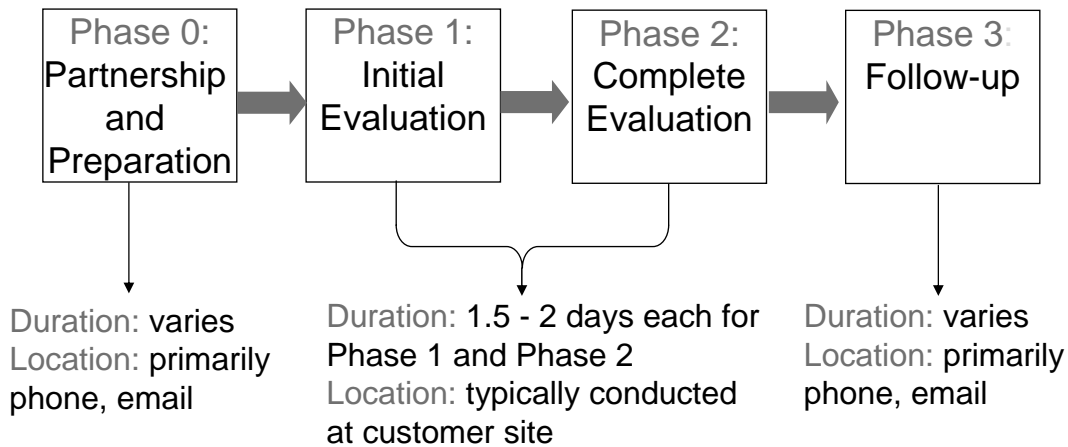 Phase 0:
Partnership
and
Preparation
Phase 1:
Initial
Evaluation
Phase 2:
Complete
Evaluation
Phase 3:
Follow-up
Duration: varies
Location: primarily
phone, email
Duration: 1.5 - 2 days each for
Phase 1 and Phase 2
Location: typically conducted
at customer site
Duration: varies
Location: primarily
phone, email